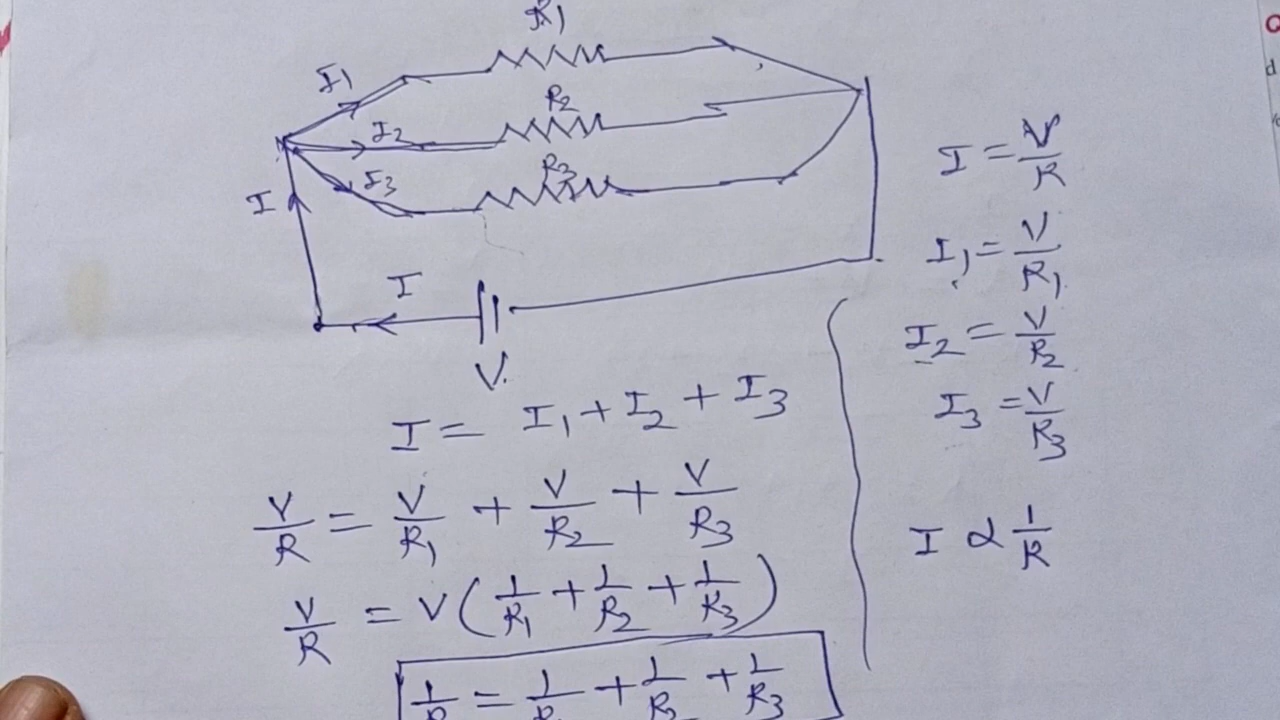 R1
I1
R2
I2
R3
I3
I
I
V.
I = I1 + I2 + I3
V/R = V/R1 + V/R2 + V/R3
V/R = V(1/R1 + 1/R2 + 1/R3)
1/R = 1/R + 1/R2 + 1/R3
I = V/R
I1 = V/R1
I2 = V/R2
I3 = V/R3
I ∝ 1/R
Q
d